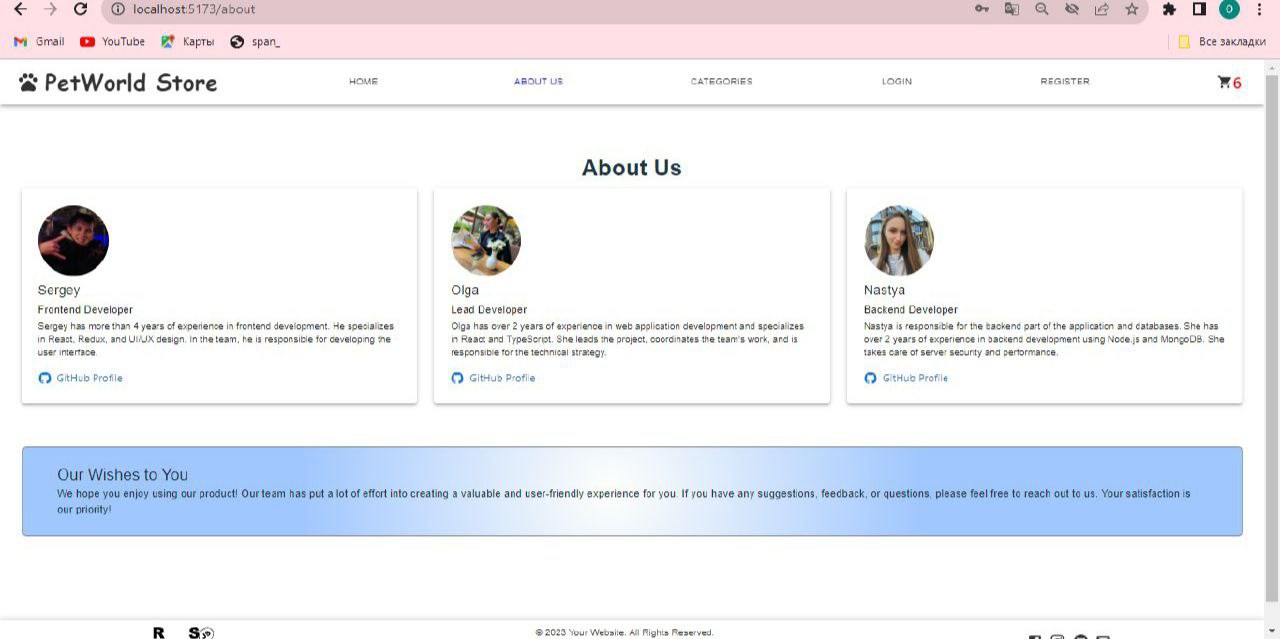 localhost:5173/about
O
Gmail YouTube Карты span_ Все закладки
PetWorld Store HOME ABOUT US CATEGORIES LOGIN REGISTER 6
About Us
Sergey
Frontend Developer
Sergey has more than 4 years of experience in frontend development. He specializes
in React, Redux, and UI/UX design. In the team, he is responsible for developing the
user interface.
GitHub Profile
Olga
Lead Developer
Olga has over 2 years of experience in web application development and specializes
in React and TypeScript. She leads the project, coordinates the team's work, and is
responsible for the technical strategy.
GitHub Profile
Nastya
Backend Developer
Nastya is responsible for the backend part of the application and databases. She has
over 2 years of experience in backend development using Node.js and MongoDB. She
takes care of server security and performance.
GitHub Profile
Our Wishes to You
We hope you enjoy using our product! Our team has put a lot of effort into creating a valuable and user-friendly experience for you. If you have any suggestions, feedback, or questions, please feel free to reach out to us. Your satisfaction is
our priority!
R S
© 2023 Your Website. All Rights Reserved.